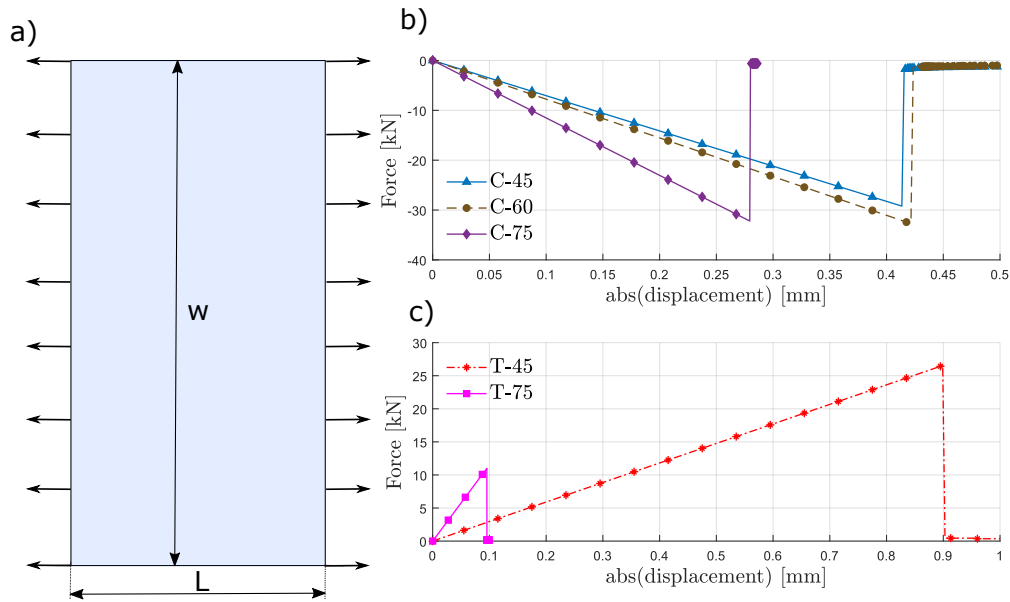 a)
w
L
b)
0
-10
-20
-30
-40
Force [kN]
C-45
C-60
C-75
0 0.05 0.1 0.15 0.2 0.25 0.3 0.35 0.4 0.45 0.5
abs(displacement) [mm]
c)
30
25
20
15
10
5
0
Force [kN]
T-45
T-75
0 0.1 0.2 0.3 0.4 0.5 0.6 0.7 0.8 0.9 1
abs(displacement) [mm]